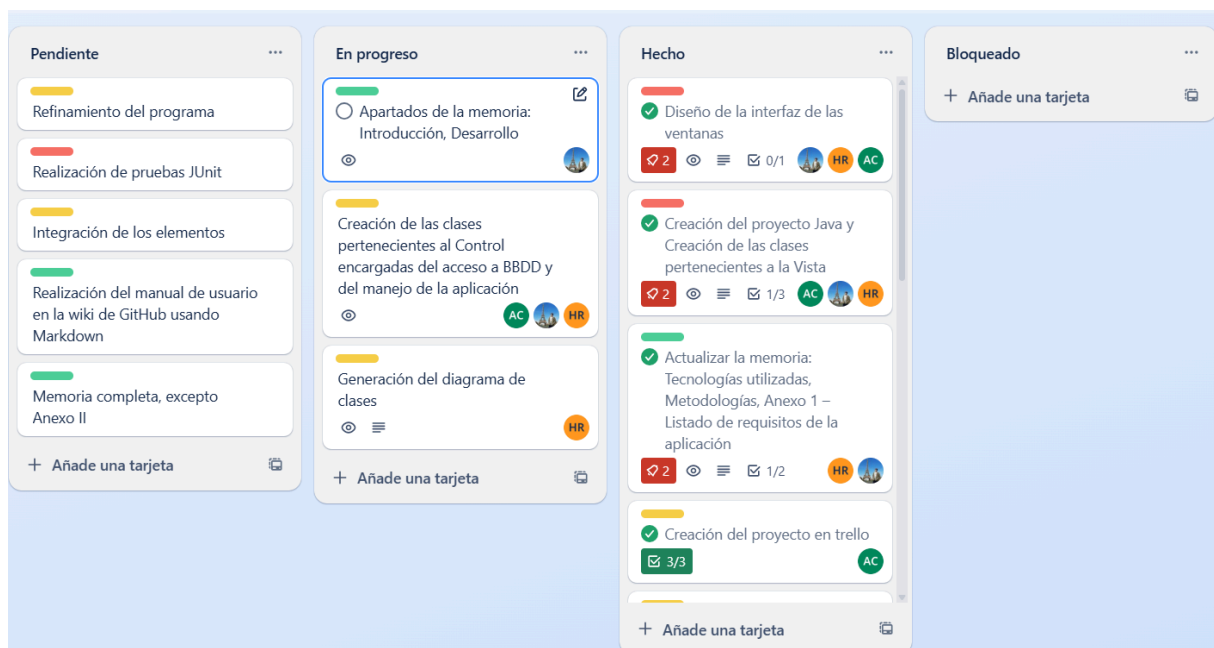 Pendiente
Refinamiento del programa
Realización de pruebas JUnit
Integración de los elementos
Realización del manual de usuario
en la wiki de GitHub usando
Markdown
Memoria completa, excepto
Anexo II
Añade una tarjeta
En progreso
Apartados de la memoria:
Introducción, Desarrollo
Creación de las clases
pertenecientes al Control
encargadas del acceso a BBDD y
del manejo de la aplicación
AC HR
Generación del diagrama de
clases
HR
Añade una tarjeta
Hecho
Diseño de la interfaz de las
ventanas
2 0/1 HR AC
Creación del proyecto Java y
Creación de las clases
pertenecientes a la Vista
2 1/3 AC HR
Actualizar la memoria:
Tecnologías utilizadas,
Metodologías, Anexo 1 –
Listado de requisitos de la
aplicación
2 1/2 HR
Creación del proyecto en trello
3/3 AC
Añade una tarjeta
Bloqueado
Añade una tarjeta